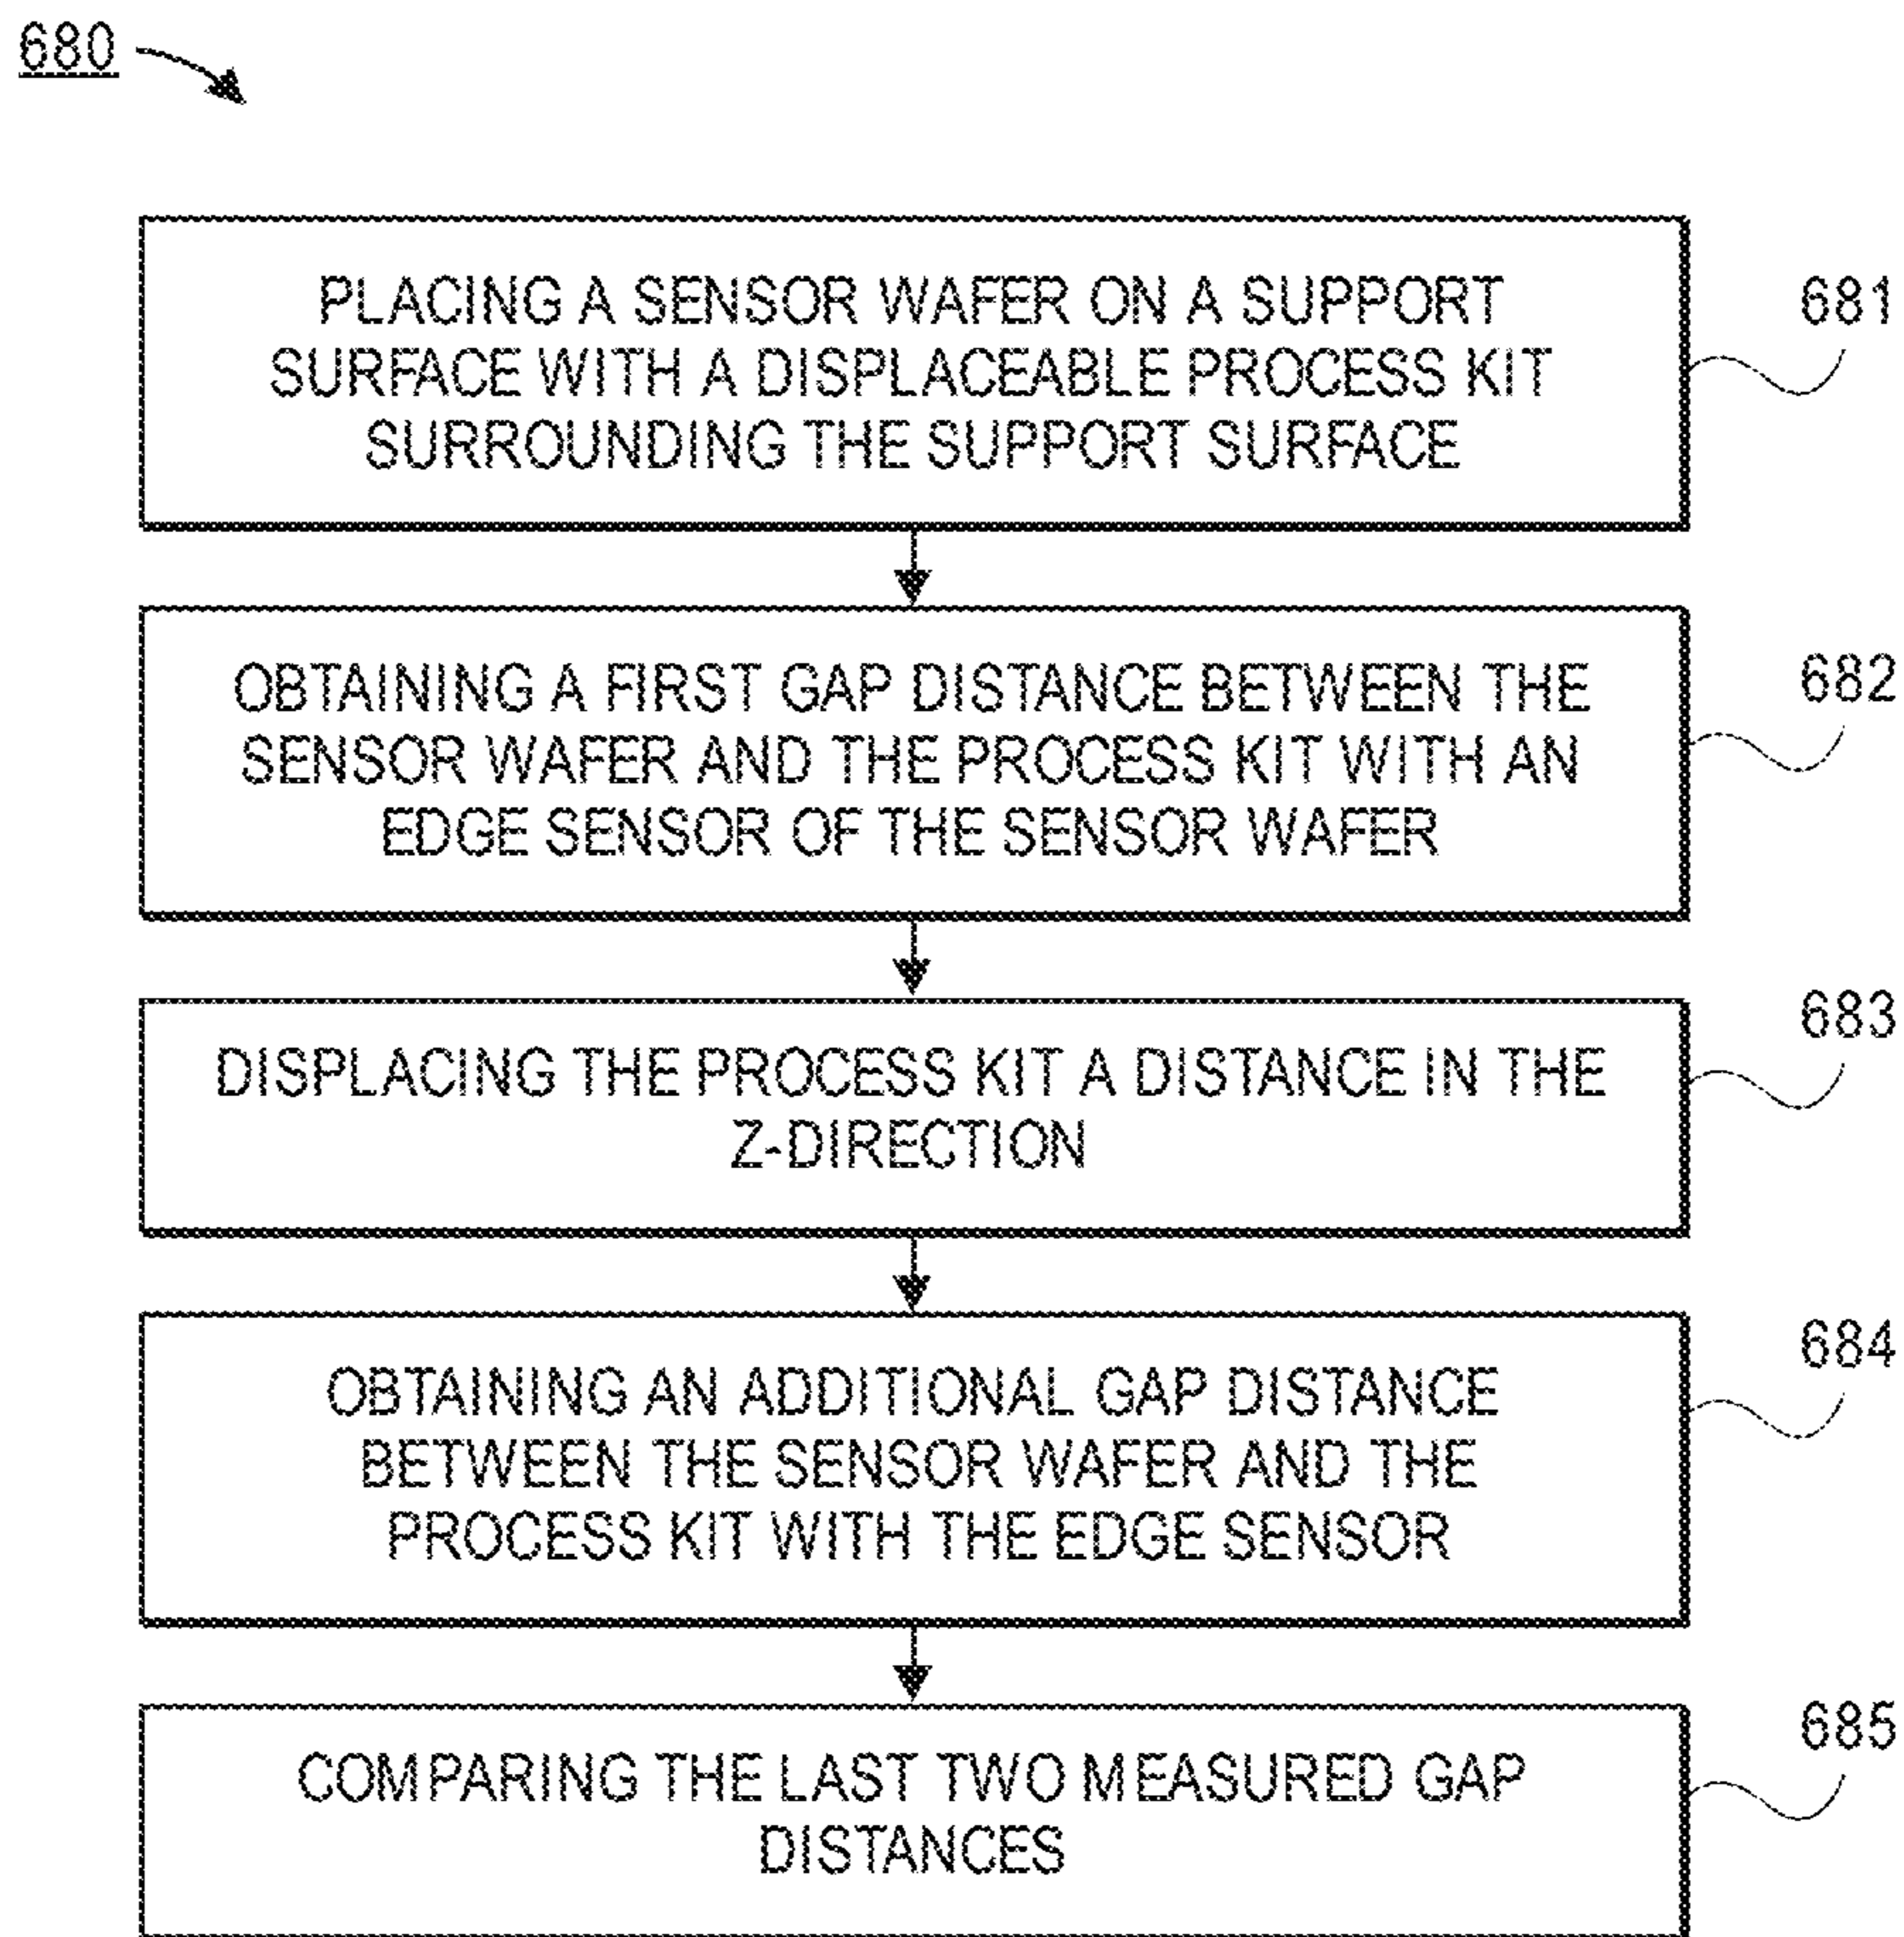 680
PLACING A SENSOR WAFER ON A SUPPORT
SURFACE WITH A DISPLACEABLE PROCESS KIT
SURROUNDING THE SUPPORT SURFACE
681
OBTAINING A FIRST GAP DISTANCE BETWEEN THE
SENSOR WAFER AND THE PROCESS KIT WITH AN
EDGE SENSOR OF THE SENSOR WAFER
682
DISPLACING THE PROCESS KIT A DISTANCE IN THE
Z-DIRECTION
683
OBTAINING AN ADDITIONAL GAP DISTANCE
BETWEEN THE SENSOR WAFER AND THE
PROCESS KIT WITH THE EDGE SENSOR
684
COMPARING THE LAST TWO MEASURED GAP
DISTANCES
685